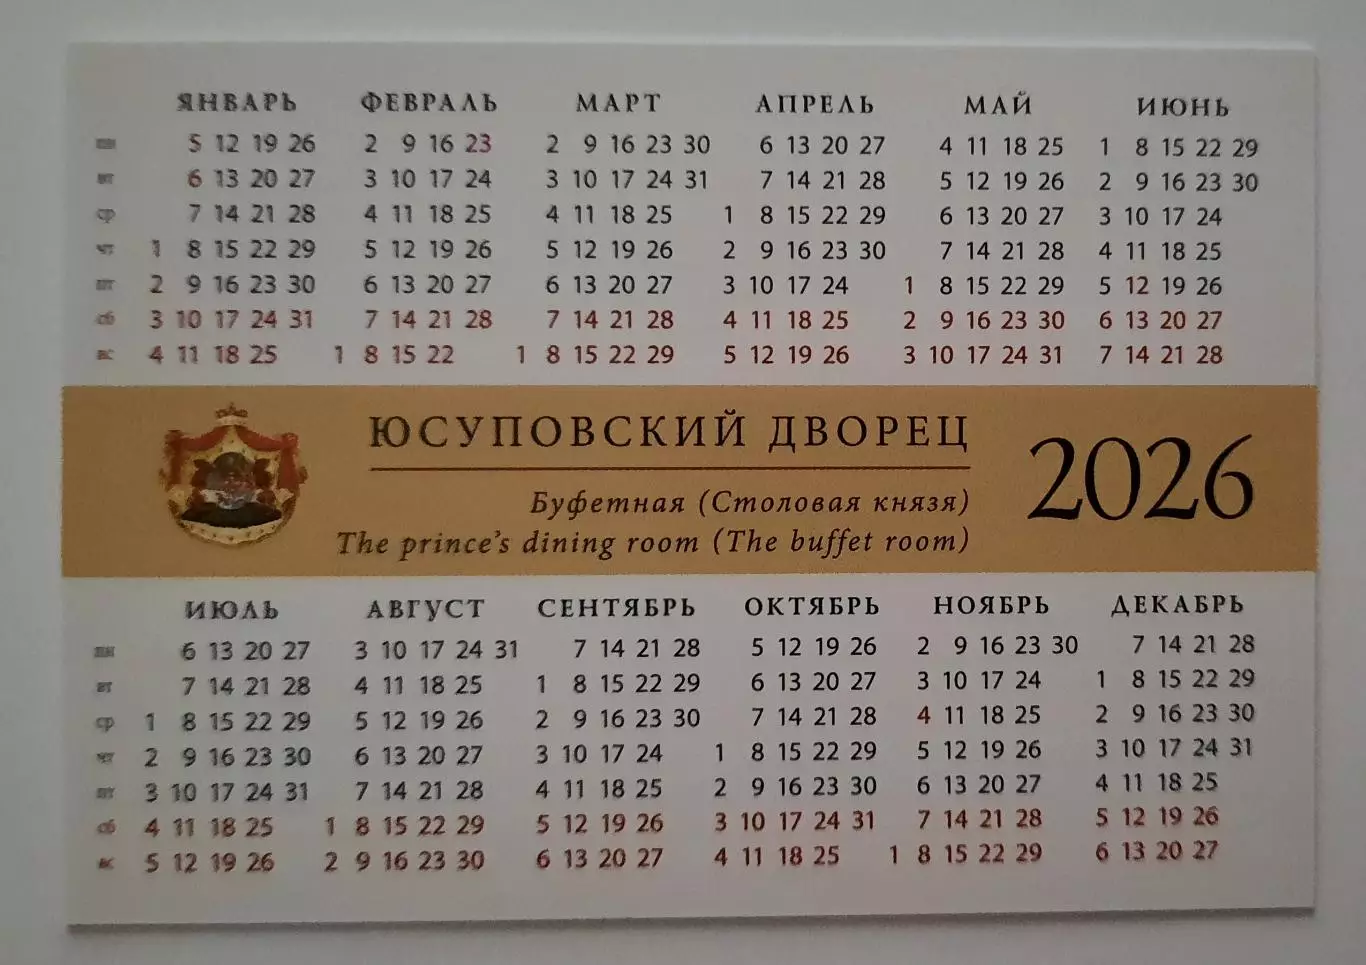 ЯНВАРЬ ФЕВРАЛЬ МАРТ АПРЕЛЬ МАЙ ИЮНЬ
пн 5 12 19 26 2 9 16 23 2 9 16 23 30 6 13 20 27 4 11 18 25 1 8 15 22 29
вт 6 13 20 27 3 10 17 24 3 10 17 24 31 7 14 21 28 5 12 19 26 2 9 16 23 30
ср 7 14 21 28 4 11 18 25 4 11 18 25 1 8 15 22 29 6 13 20 27 3 10 17 24
чт 1 8 15 22 29 5 12 19 26 5 12 19 26 2 9 16 23 30 7 14 21 28 4 11 18 25
пт 2 9 16 23 30 6 13 20 27 6 13 20 27 3 10 17 24 1 8 15 22 29 5 12 19 26
сб 3 10 17 24 31 7 14 21 28 7 14 21 28 4 11 18 25 2 9 16 23 30 6 13 20 27
вс 4 11 18 25 1 8 15 22 1 8 15 22 29 5 12 19 26 3 10 17 24 31 7 14 21 28
ЮСУПОВСКИЙ ДВОРЕЦ
Буфетная (Столовая князя)
The prince's dining room (The buffet room)
2026
ИЮЛЬ АВГУСТ СЕНТЯБРЬ ОКТЯБРЬ НОЯБРЬ ДЕКАБРЬ
пн 6 13 20 27 3 10 17 24 31 7 14 21 28 5 12 19 26 2 9 16 23 30 7 14 21 28
вт 7 14 21 28 4 11 18 25 1 8 15 22 29 6 13 20 27 3 10 17 24 1 8 15 22 29
ср 1 8 15 22 29 5 12 19 26 2 9 16 23 30 7 14 21 28 4 11 18 25 2 9 16 23 30
чт 2 9 16 23 30 6 13 20 27 3 10 17 24 1 8 15 22 29 5 12 19 26 3 10 17 24 31
пт 3 10 17 24 31 7 14 21 28 4 11 18 25 2 9 16 23 30 6 13 20 27 4 11 18 25
сб 4 11 18 25 1 8 15 22 29 5 12 19 26 3 10 17 24 31 7 14 21 28 5 12 19 26
вс 5 12 19 26 2 9 16 23 30 6 13 20 27 4 11 18 25 1 8 15 22 29 6 13 20 27